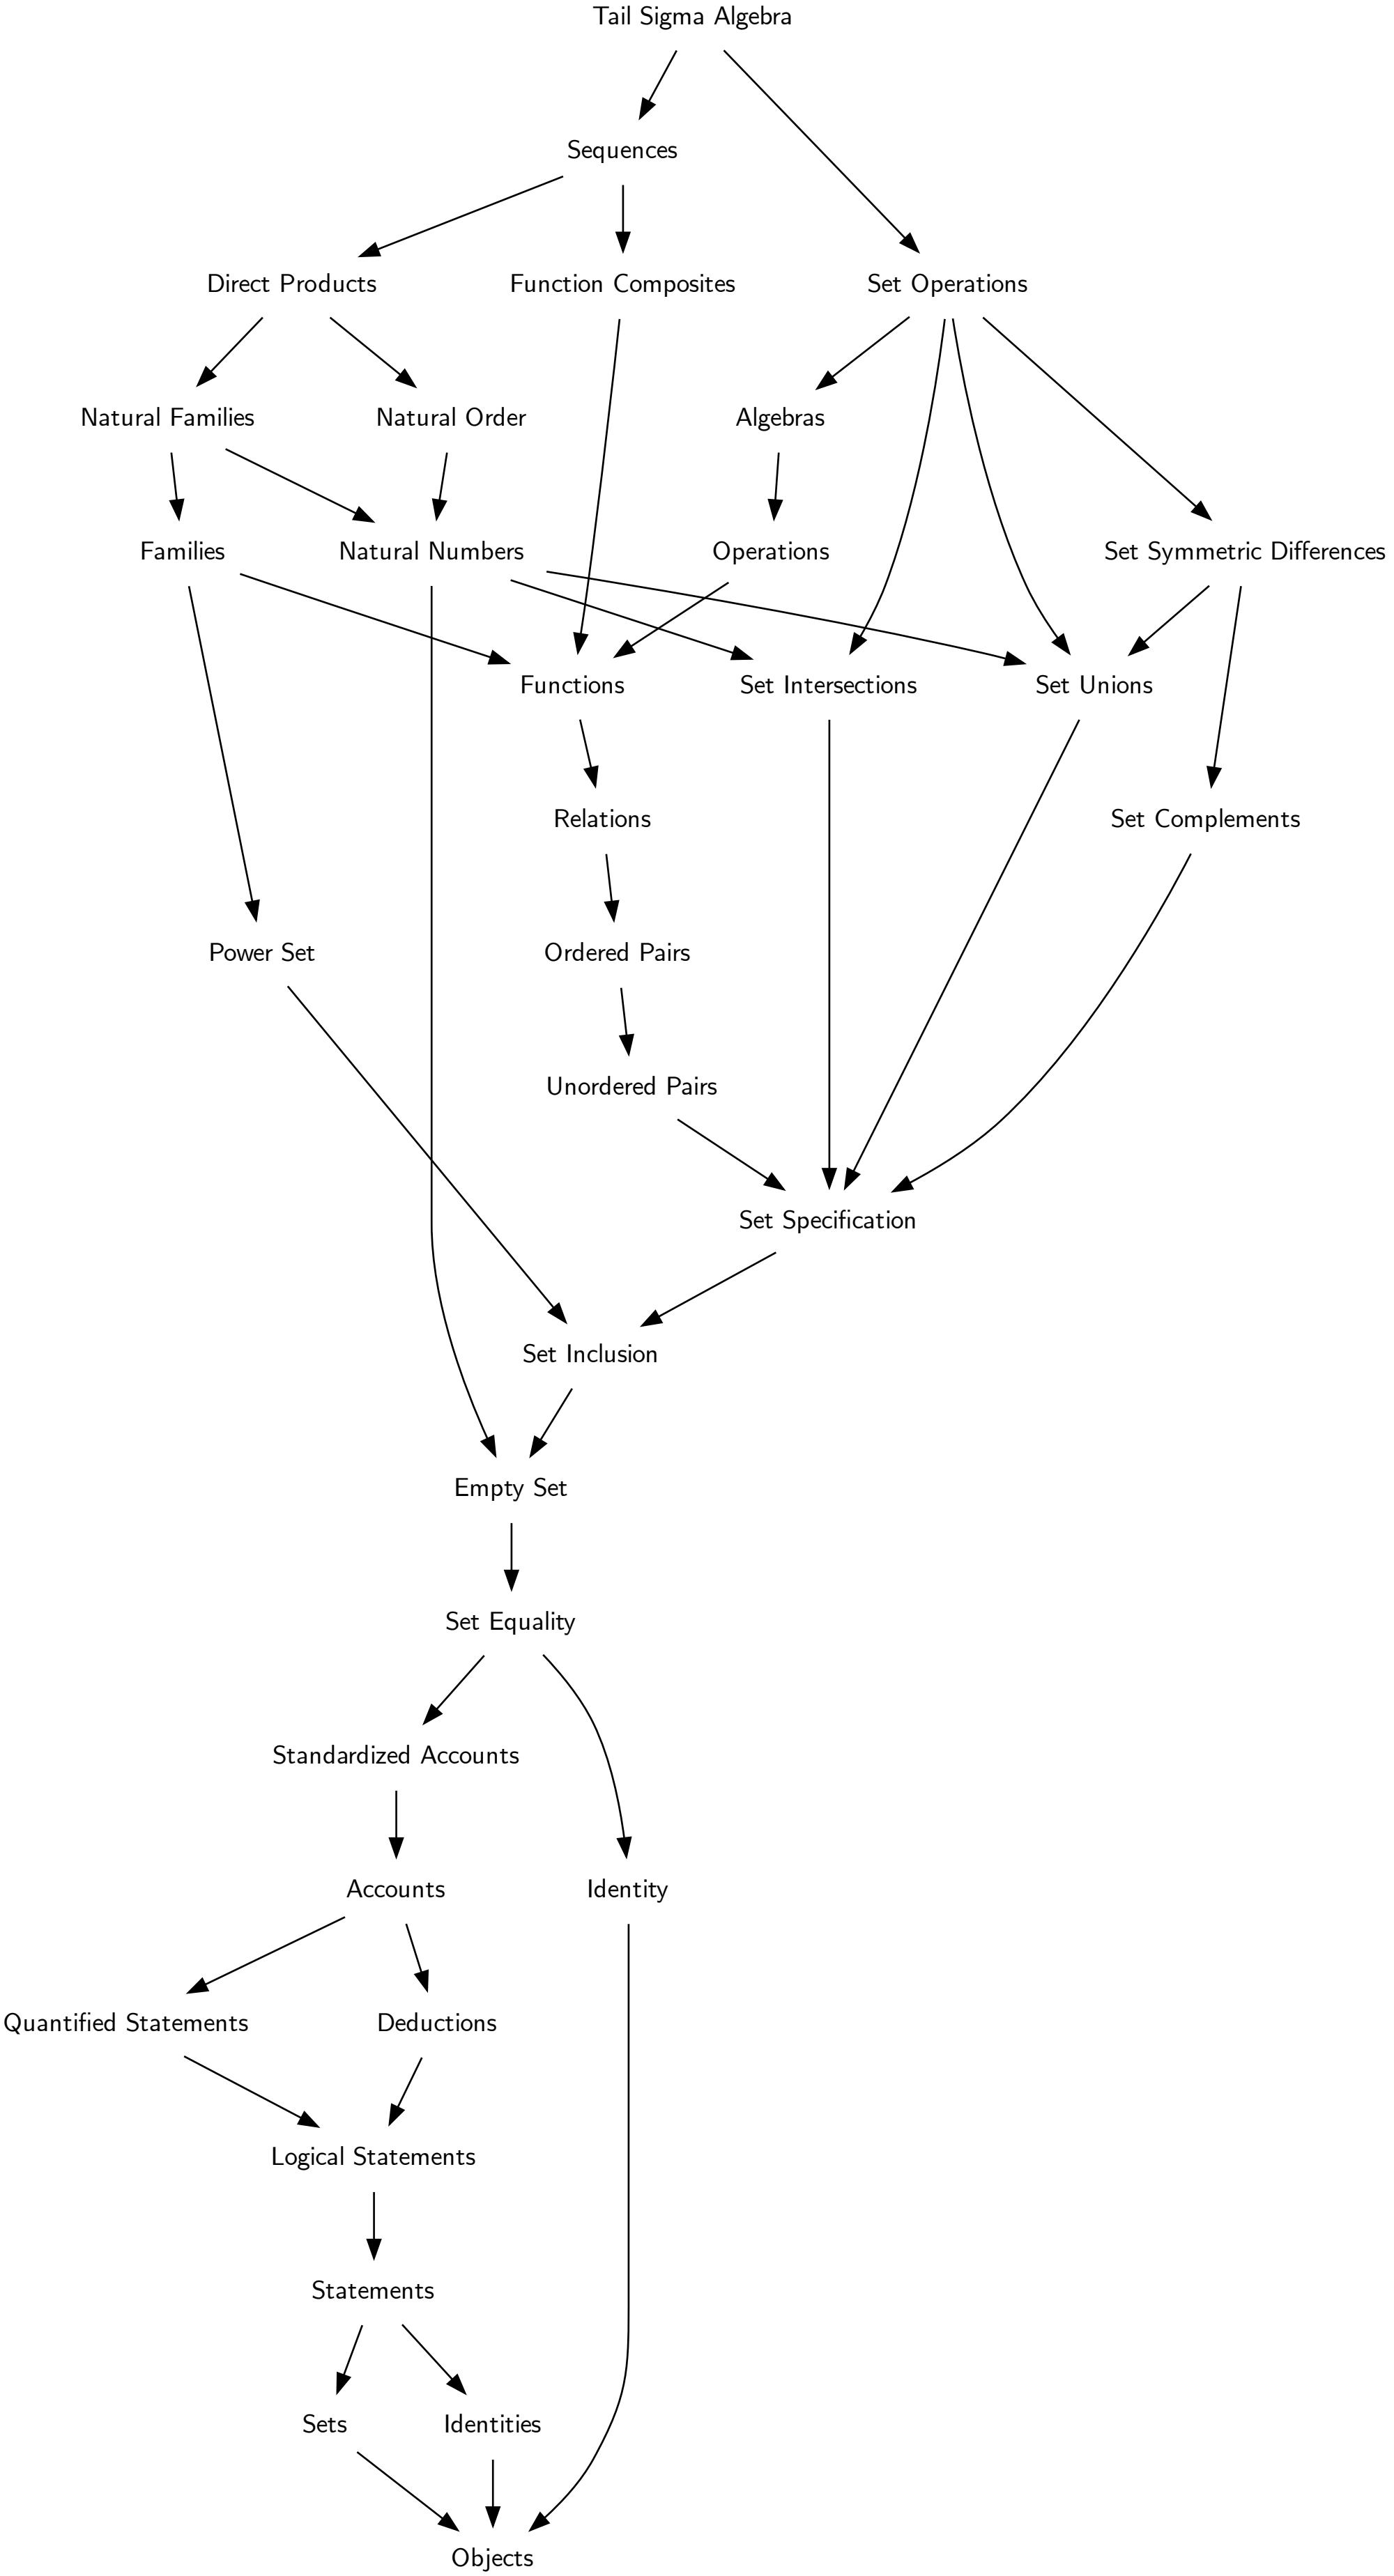 Tail Sigma Algebra
Sequences
Direct Products
Function Composites
Set Operations
Natural Families
Natural Order
Algebras
Families
Natural Numbers
Operations
Set Symmetric Differences
Functions
Set Intersections
Set Unions
Relations
Set Complements
Power Set
Ordered Pairs
Unordered Pairs
Set Specification
Set Inclusion
Empty Set
Set Equality
Standardized Accounts
Accounts
Identity
Quantified Statements
Deductions
Logical Statements
Statements
Sets
Identities
Objects